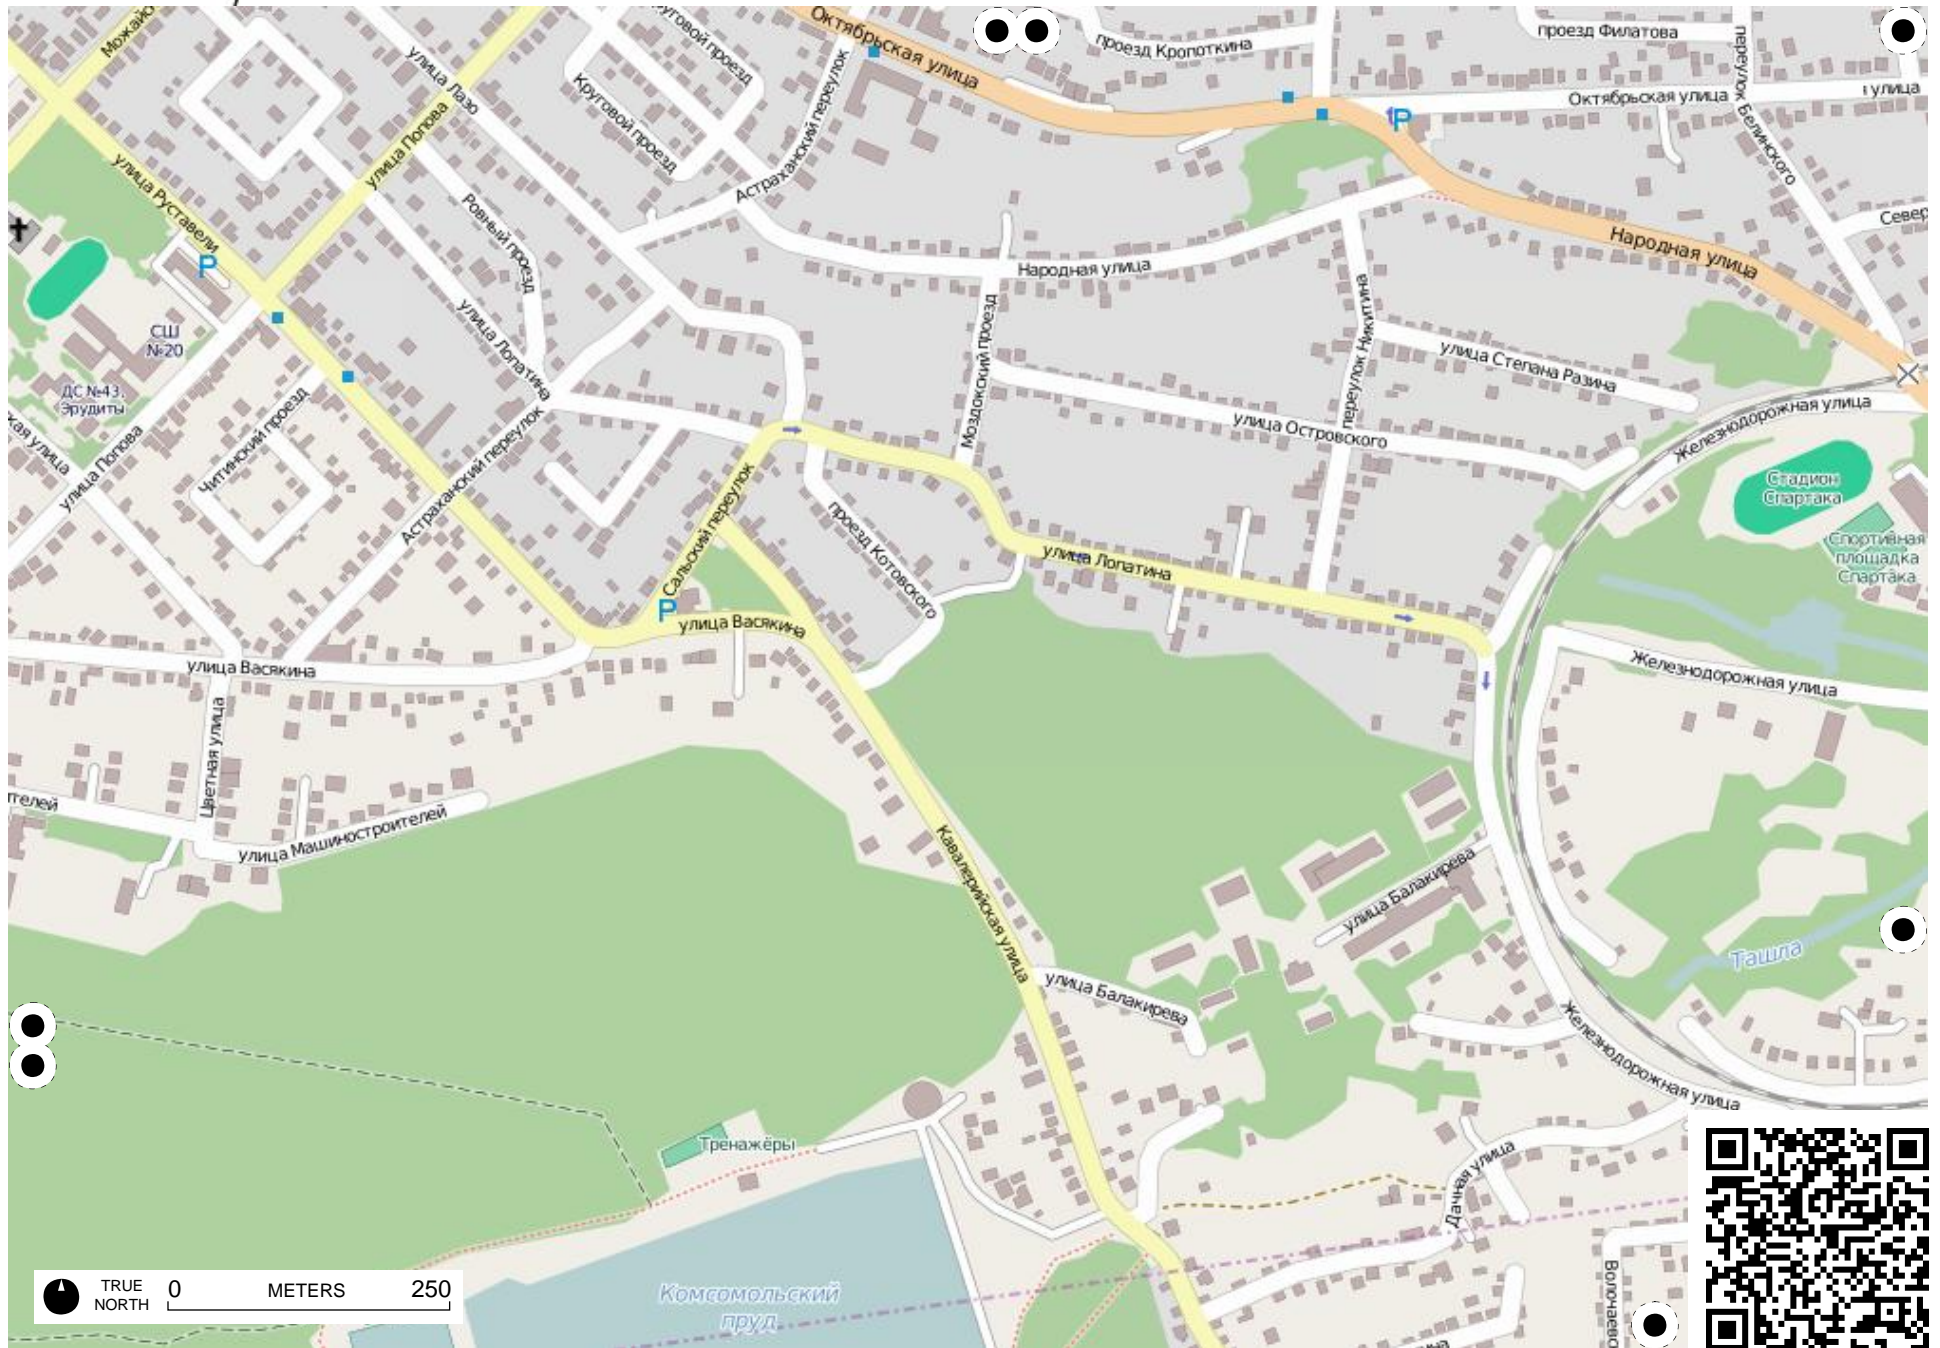 улица Лазо
Круговой проезд
Октябрьская улица
проезд Кропоткина
проезд Филатова
переулок Белинского
Октябрьская улица
улица
улица Попова
Круговой проезд
Астраханский переулок
улица Руставели
Ровный проезд
Север
Народная улица
Народная улица
СШ
№20
улица Лопатина
Моздокский проезд
переулок Никитина
улица Степана Разина
ДС №43,
Эрудиты
Железнодорожная улица
кая улица
улица Попова
Читинский проезд
Астраханский переулок
улица Островского
Стадион
Спартака
Сальский переулок
проезд Котовского
улица Лопатина
Спортивная
площадка
Спартака
улица Васякина
улица Васякина
Железнодорожная улица
Цветная улица
телей
улица Машиностроителей
Кавалерийская улица
улица Балакирева
Ташла
улица Балакирева
Железнодорожная улица
Тренажёры
Дачная улица
Комсомольский
пруд
TRUE
NORTH
0 METERS 250